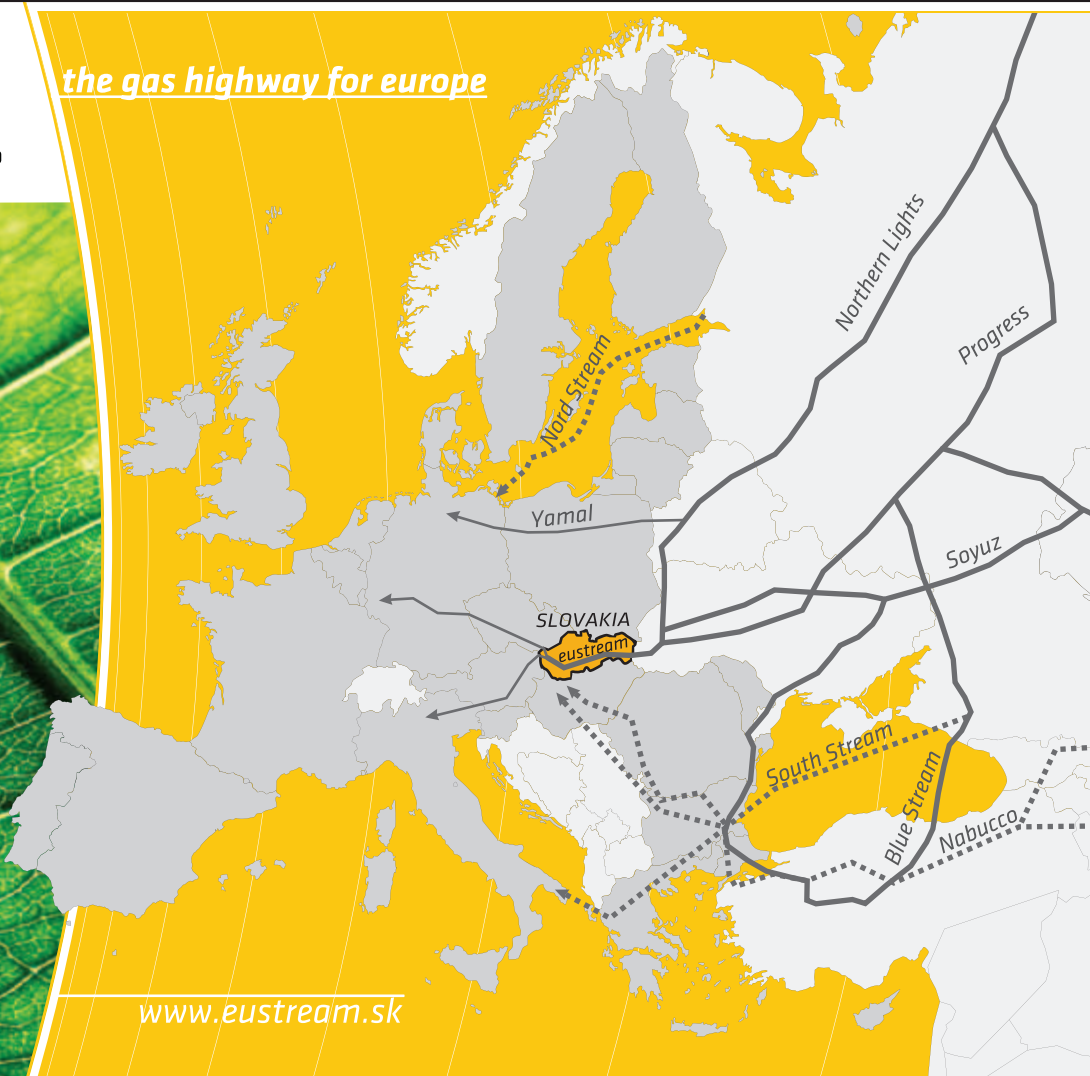 the gas highway for europe
Northern Lights
Progress
Nord Stream
Yamal
Soyuz
SLOVAKIA
eustream
South Stream
Blue Stream
Nabucco
www.eustream.sk